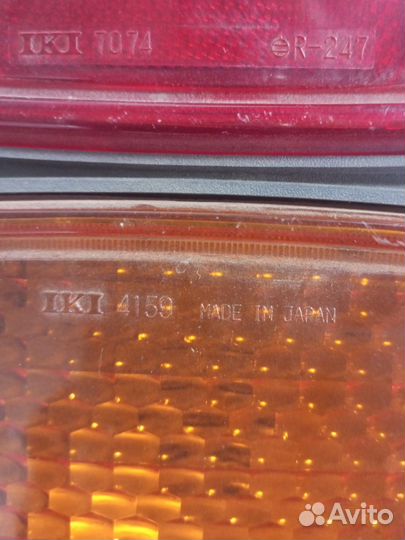 IKI 7074 R-247
IKI 4159 MADE IN JAPAN
Avito